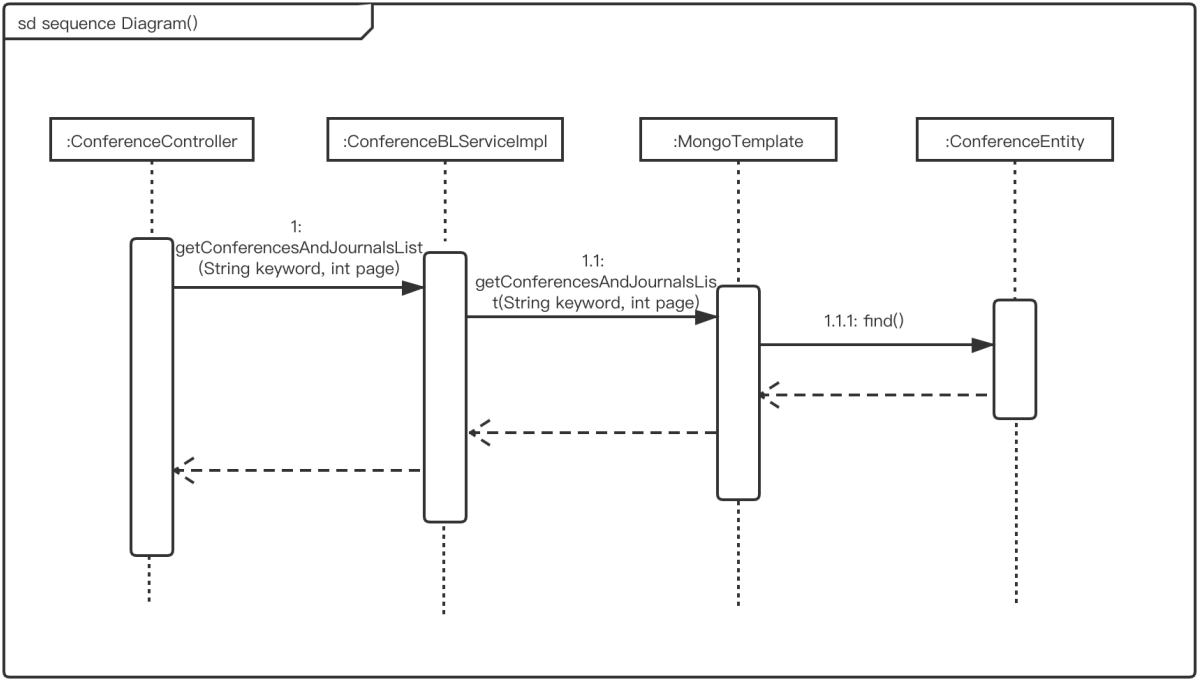 sd sequence Diagram()
:ConferenceController
:ConferenceBLServiceImpl
:MongoTemplate
:ConferenceEntity
1:
getConferencesAndJournalsList
(String keyword, int page)
1.1:
getConferencesAndJournalsLis
t(String keyword, int page)
1.1.1: find()